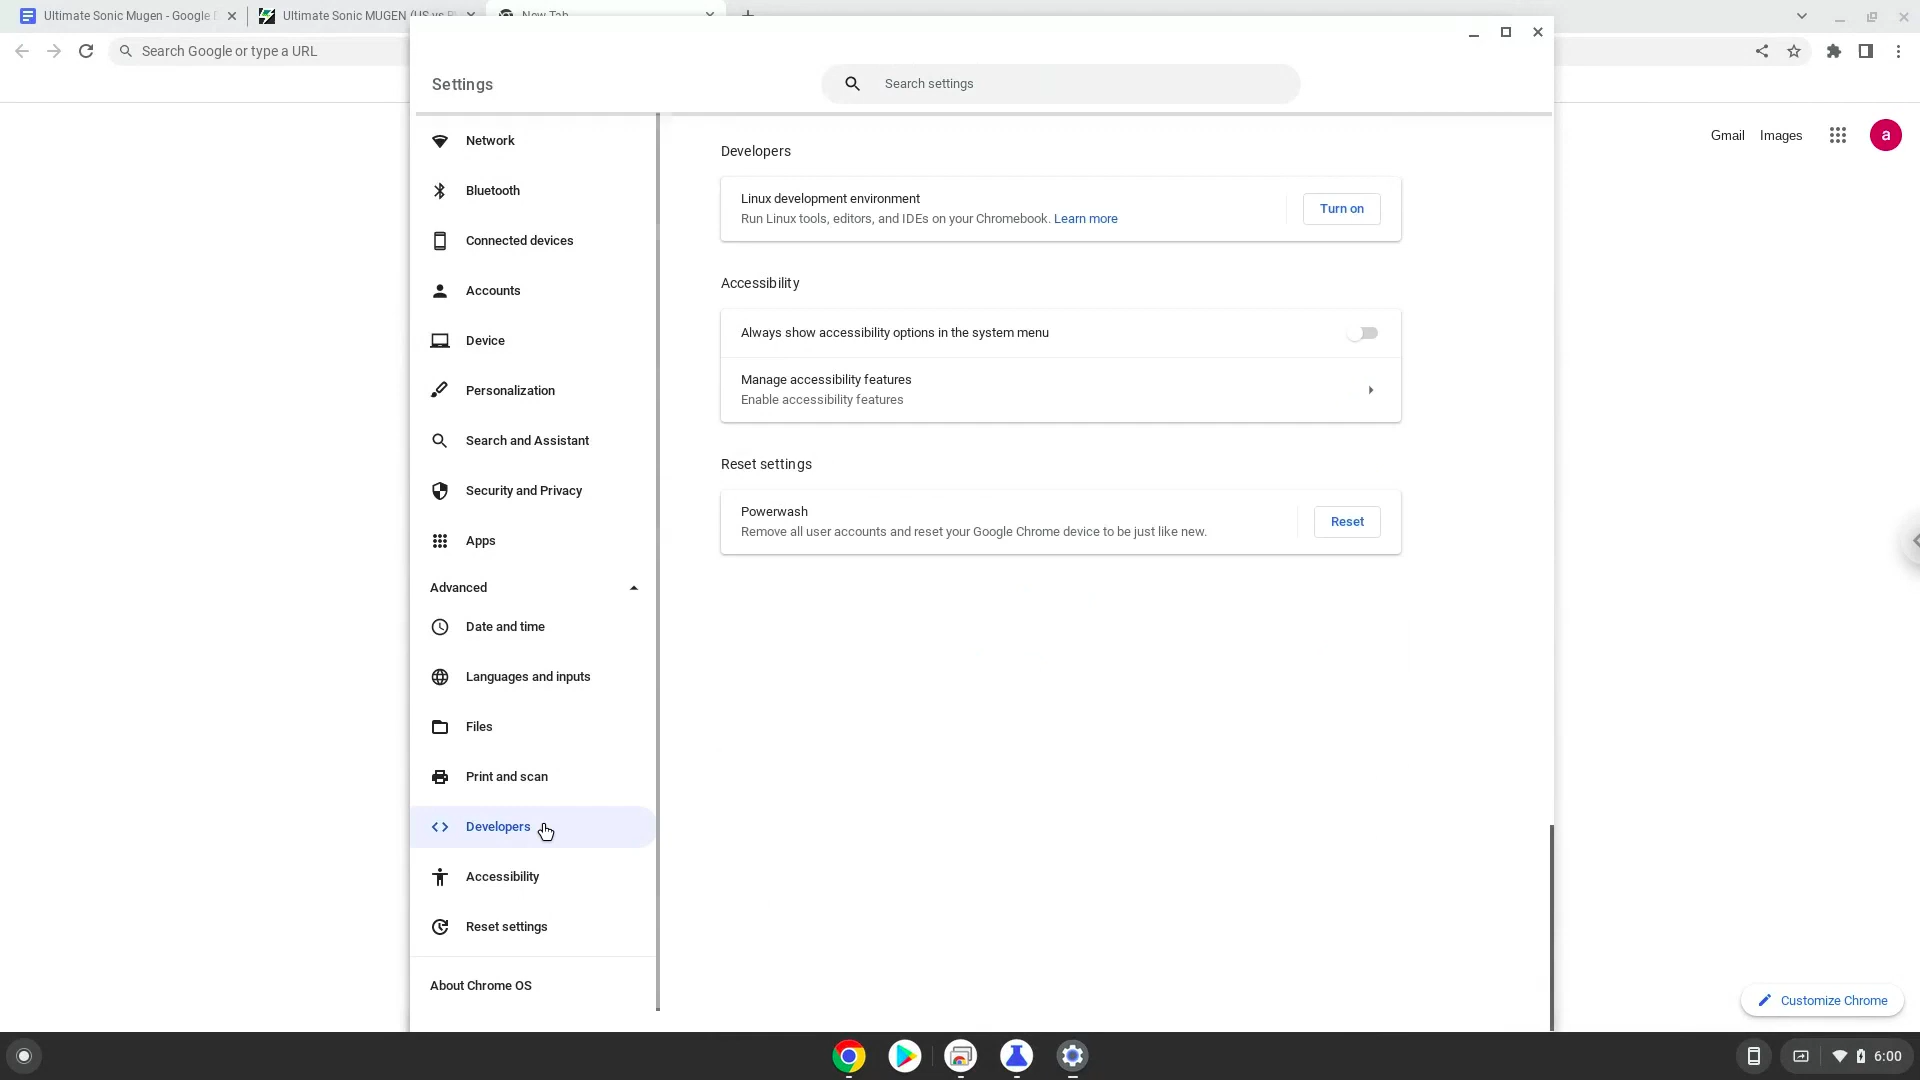 Ultimate Sonic Mugen - Google
Ultimate Sonic MUGEN (US vs
New Tab
Search Google or type a URL
Settings
Search settings
Gmail
Images
a
Network
Bluetooth
Connected devices
Accounts
Device
Personalization
Search and Assistant
Security and Privacy
Apps
Advanced
Date and time
Languages and inputs
Files
Print and scan
Developers
Accessibility
Reset settings
About Chrome OS
Developers
Linux development environment
Run Linux tools, editors, and IDEs on your Chromebook. Learn more
Turn on
Accessibility
Always show accessibility options in the system menu
Manage accessibility features
Enable accessibility features
Reset settings
Powerwash
Remove all user accounts and reset your Google Chrome device to be just like new.
Reset
Customize Chrome
6:00